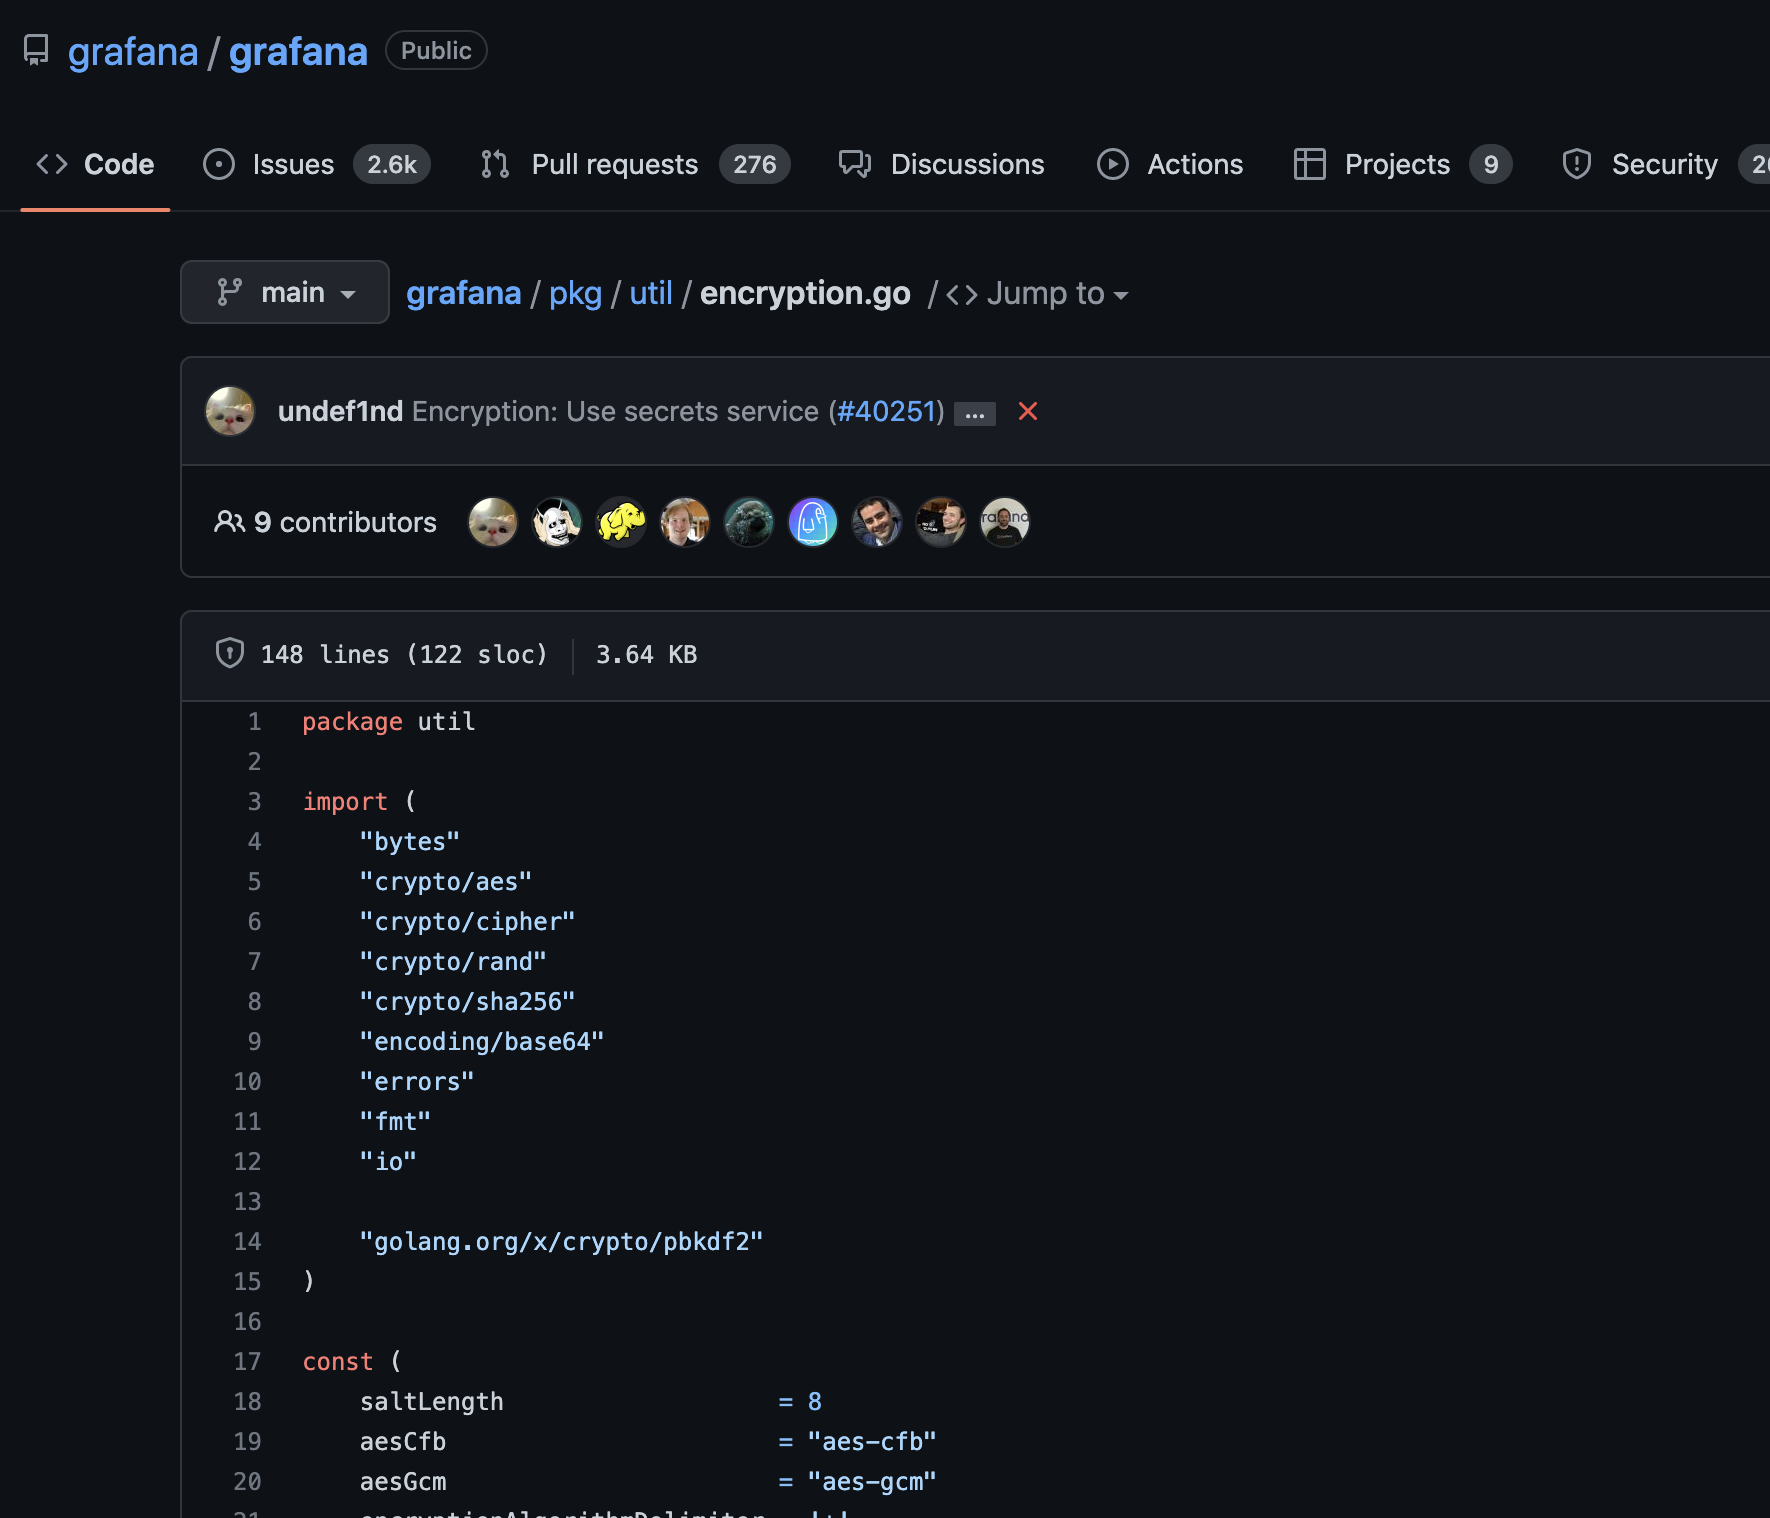 grafana / grafana Public
Code Issues 2.6k Pull requests 276 Discussions Actions Projects 9 Security
main grafana / pkg / util / encryption.go / <> Jump to
undef1nd Encryption: Use secrets service (#40251) ...
9 contributors
148 lines (122 sloc) 3.64 KB
1 package util
2
3 import (
4 "bytes"
5 "crypto/aes"
6 "crypto/cipher"
7 "crypto/rand"
8 "crypto/sha256"
9 "encoding/base64"
10 "errors"
11 "fmt"
12 "io"
13
14 "golang.org/x/crypto/pbkdf2"
15 )
16
17 const (
18 saltLength = 8
19 aesCfb = "aes-cfb"
20 aesGcm = "aes-gcm"
21 encryptionAlgorithmDelimiter